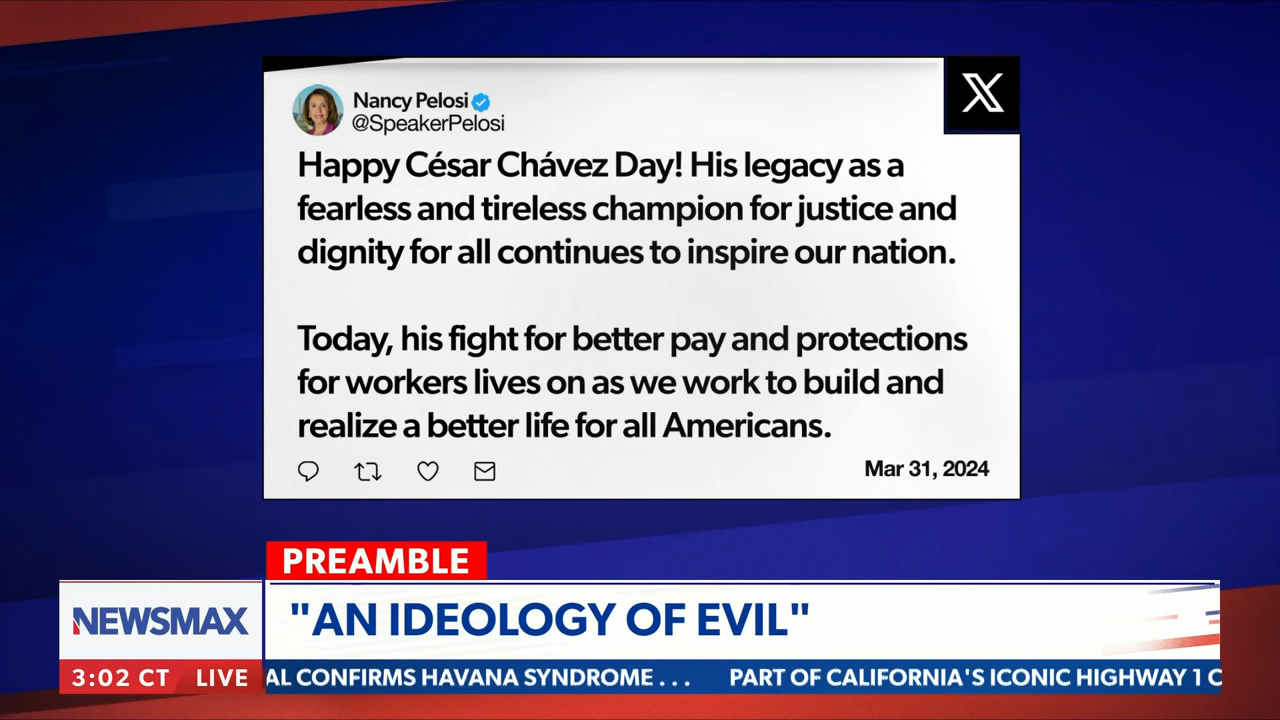 Nancy Pelosi
@SpeakerPelosi
Happy César Chávez Day! His legacy as a
fearless and tireless champion for justice and
dignity for all continues to inspire our nation.
Today, his fight for better pay and protections
for workers lives on as we work to build and
realize a better life for all Americans.
Mar 31, 2024
PREAMBLE
NEWSMAX
"AN IDEOLOGY OF EVIL"
3:02 CT LIVE
AL CONFIRMS HAVANA SYNDROME . . . PART OF CALIFORNIA'S ICONIC HIGHWAY 1 C